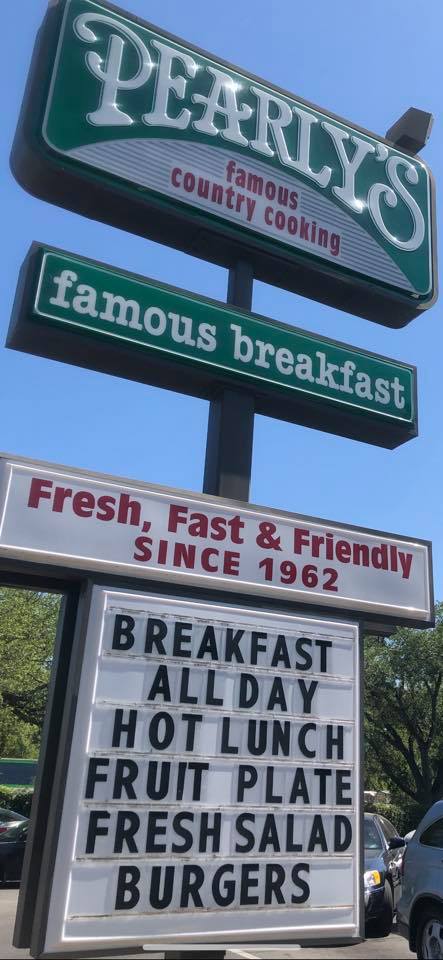 PEARLY'S
famous
country cooking
famous breakfast
Fresh, Fast & Friendly
SINCE 1962
BREAKFAST
ALL DAY
HOT LUNCH
FRUIT PLATE
FRESH SALAD
BURGERS